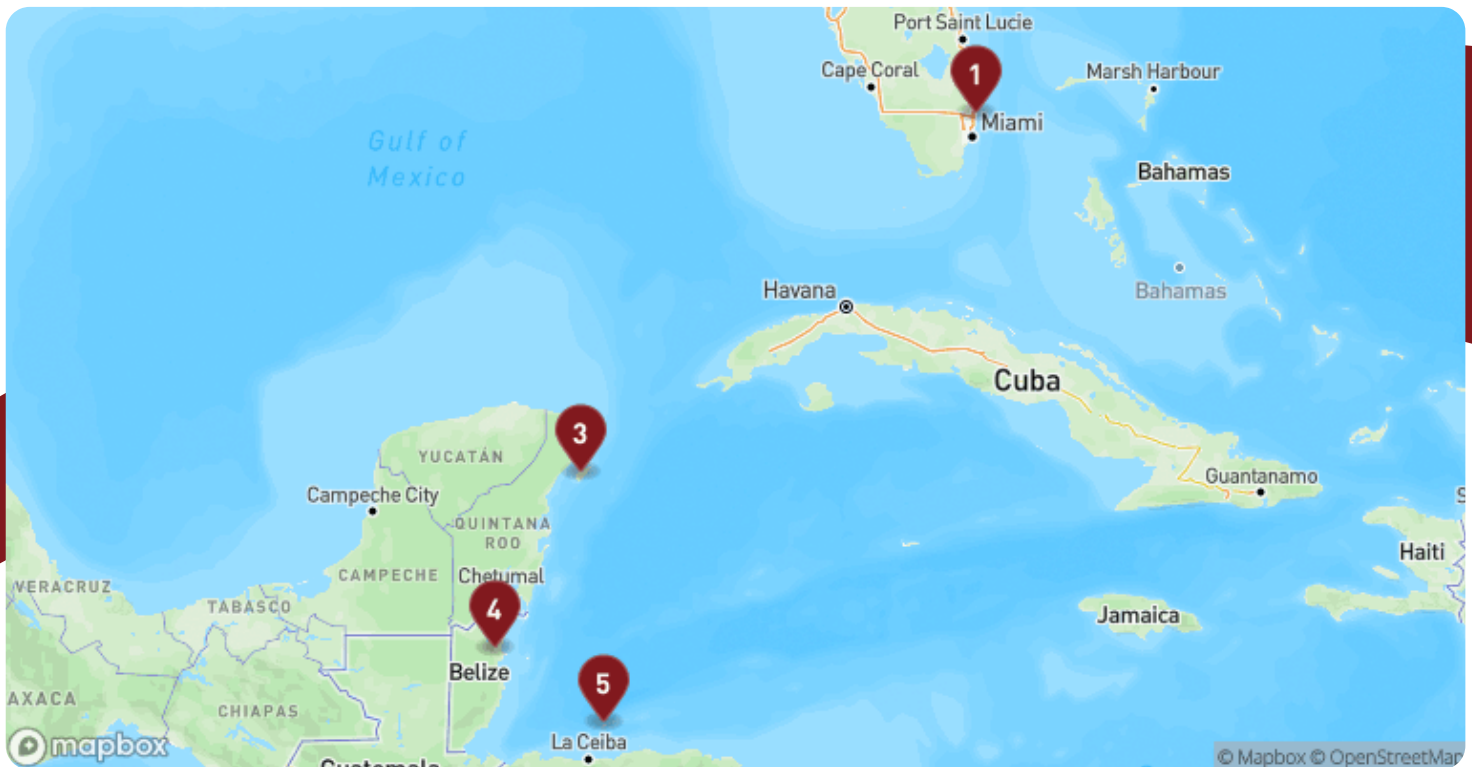 Port Saint Lucie
Cape Coral
1
Marsh Harbour
Miami
Gulf of
Mexico
Bahamas
Havana
Bahamas
Cuba
3
YUCATÁN
Guantanamo
Campeche City
QUINTANA
ROO
Haiti
CAMPECHE
Chetumal
VERACRUZ
TABASCO
4
Jamaica
Belize
5
AXACA
CHIAPAS
La Ceiba
mapbox
© Mapbox © OpenStreetMap